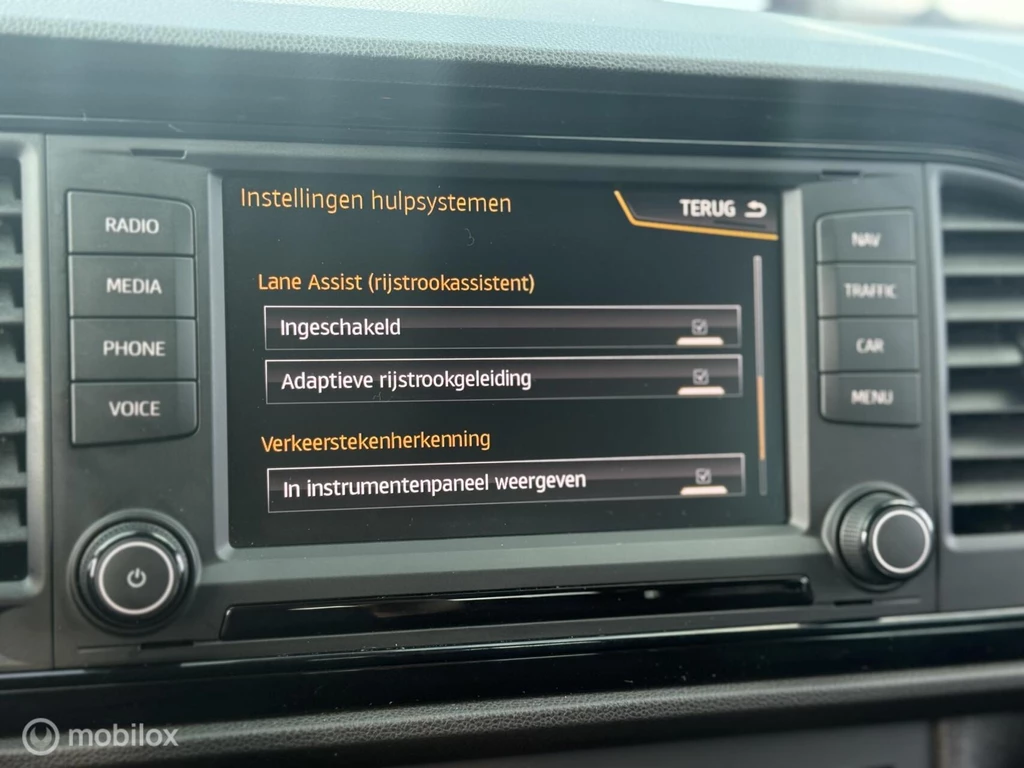 Instellingen hulpsystemen
TERUG
RADIO
MEDIA
PHONE
VOICE
Lane Assist (rijstrookassistent)
Ingeschakeld
Adaptieve rijstrookgeleiding
Verkeerstekenherkenning
In instrumentenpaneel weergeven
NAV
TRAFFIC
CAR
MENU
mobilox